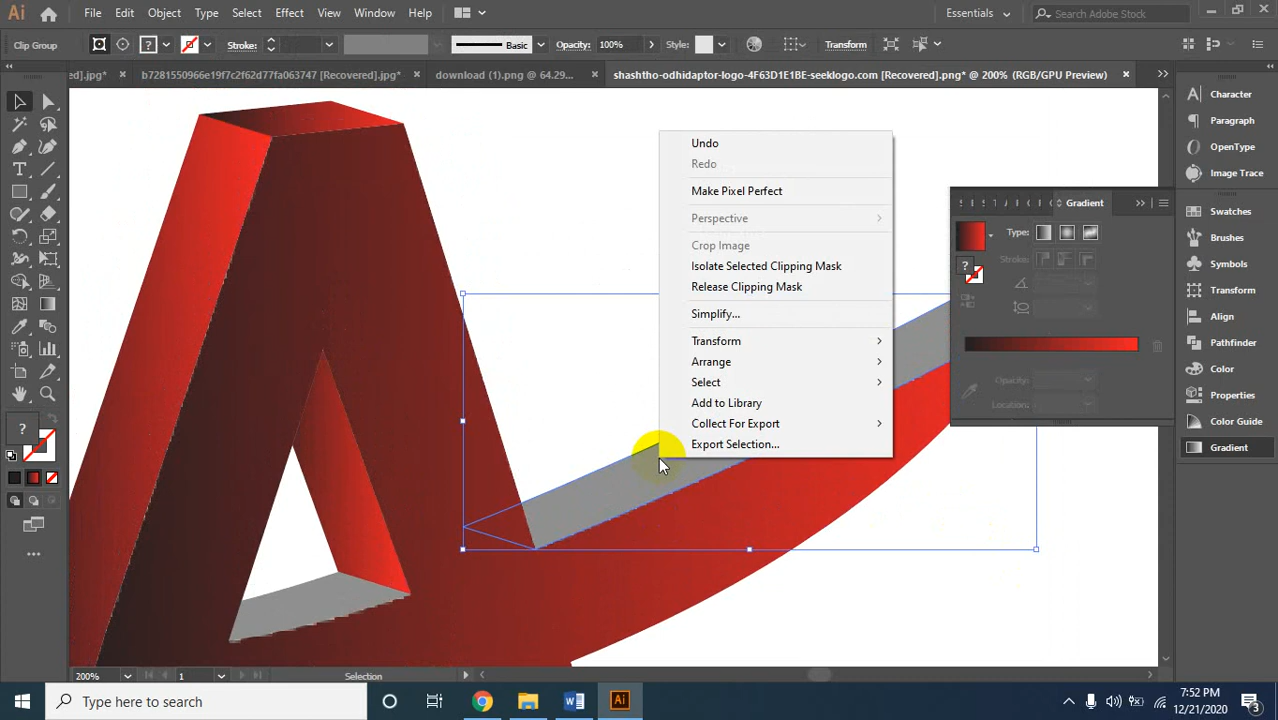 Ai File Edit Object Type Select Effect View Window Help Essentials Search Adobe Stock
Clip Group ? Stroke: Basic Opacity: 100% Style: Transform
ed].jpg* b7281550966e19f7c2f62d77fa063747 [Recovered].jpg* download (1).png @ 64.29... shashtho-odhidaptor-logo-4F63D1E1BE-seeklogo.com [Recovered].png* @ 200% (RGB/GPU Preview)
Character
Paragraph
OpenType
Image Trace
Swatches
Brushes
Symbols
Transform
Align
Pathfinder
Color
Properties
Color Guide
Gradient
Undo
Redo
Make Pixel Perfect
Perspective
Crop Image
Isolate Selected Clipping Mask
Release Clipping Mask
Simplify...
Transform
Arrange
Select
Add to Library
Collect For Export
Export Selection...
Gradient
Type:
? Stroke:
Opacity:
Location:
?
200% 1 Selection
Type here to search
Ai
7:52 PM
12/21/2020
3